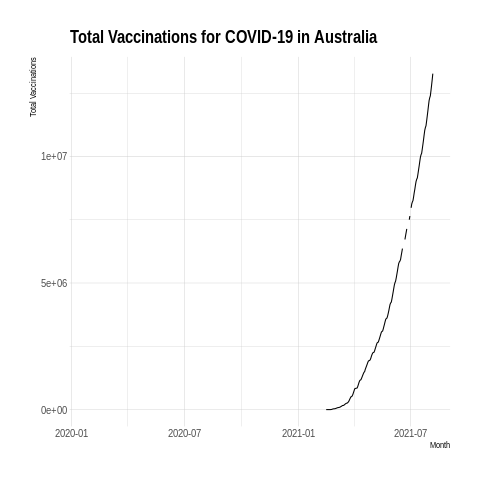 Total Vaccinations for COVID-19 in Australia
Total Vaccinations
1e+07
5e+06
0e+00
2020-01
2020-07
2021-01
2021-07
Month